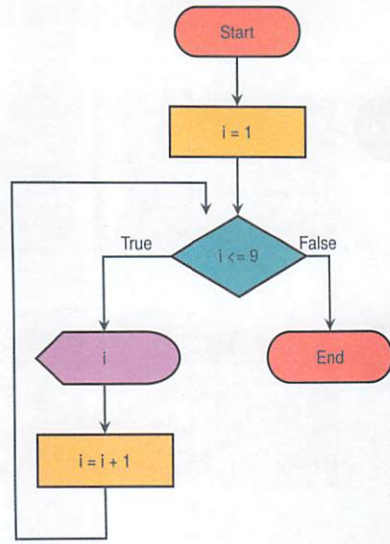 Start
i = 1
i <= 9
True
False
i
End
i = i + 1